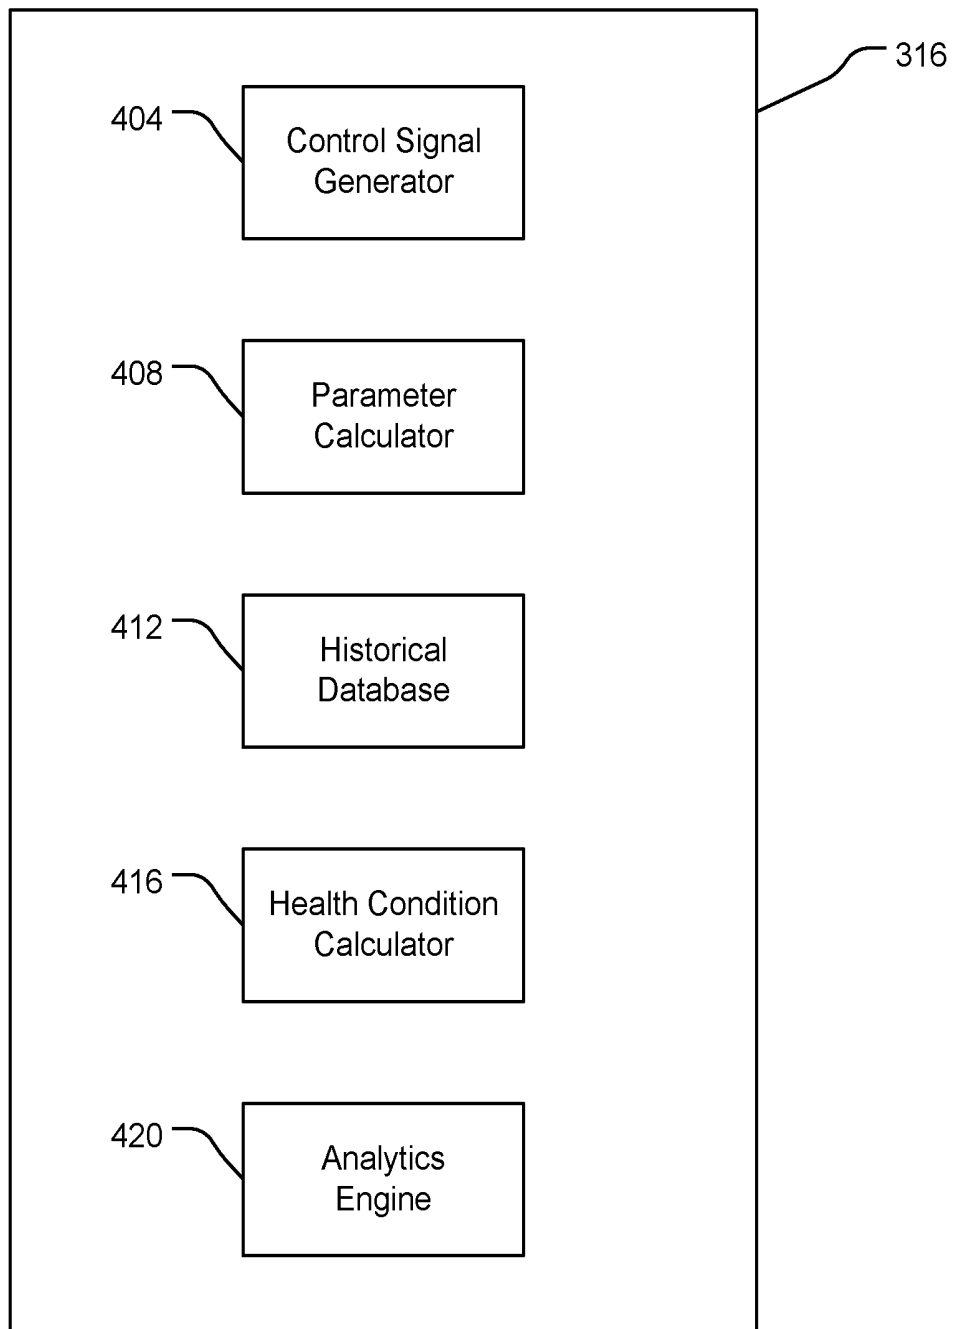 316
404
Control Signal
Generator
408
Parameter
Calculator
412
Historical
Database
416
Health Condition
Calculator
420
Analytics
Engine